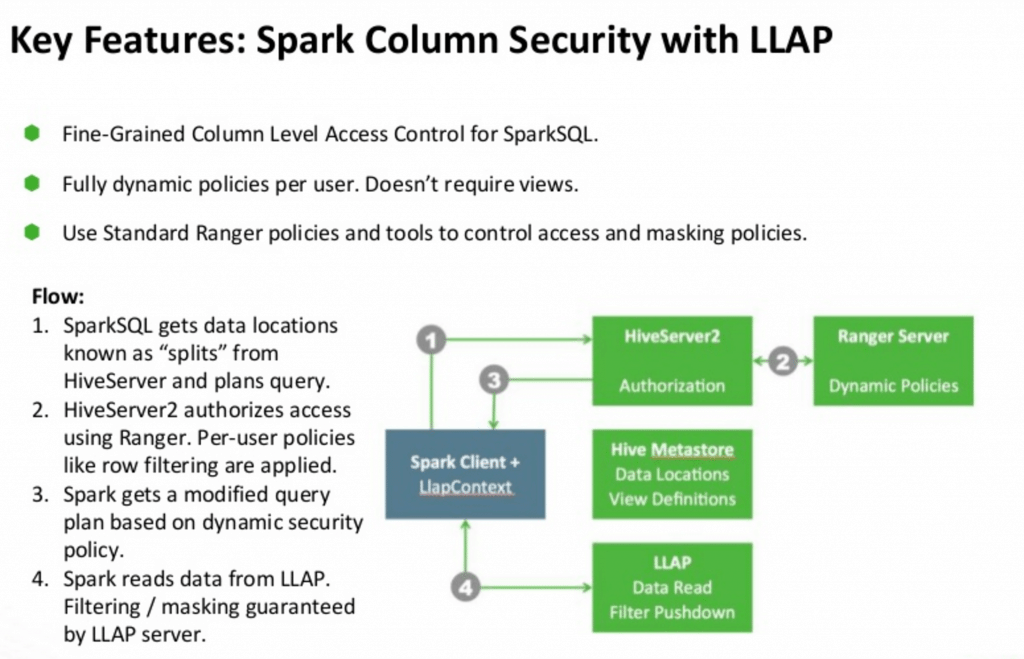 Key Features: Spark Column Security with LLAP
Fine-Grained Column Level Access Control for SparkSQL.
Fully dynamic policies per user. Doesn’t require views.
Use Standard Ranger policies and tools to control access and masking policies.
Flow:
1. SparkSQL gets data locations
known as “splits” from
HiveServer and plans query.
2. HiveServer2 authorizes access
using Ranger. Per-user policies
like row filtering are applied.
3. Spark gets a modified query
plan based on dynamic security
policy.
4. Spark reads data from LLAP.
Filtering / masking guaranteed
by LLAP server.
1
HiveServer2
Authorization
2
Ranger Server
Dynamic Policies
3
Spark Client +
LlapContext
Hive Metastore
Data Locations
View Definitions
4
LLAP
Data Read
Filter Pushdown